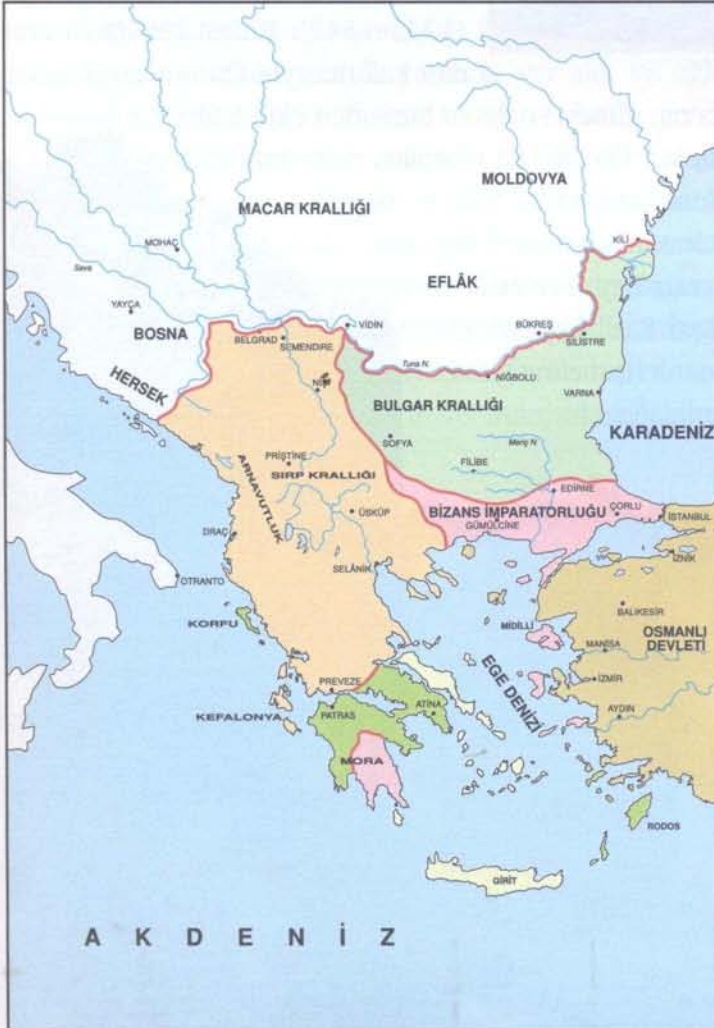 MOLDOVYA
MACAR KRALLIĞI
MOHAÇ
KİLİ
Sava
EFLÂK
YAYÇA
VİDİN
BÜKREŞ
BOSNA
BELGRAD
SEMENDİRE
SİLİSTRE
HERSEK
Tuna N.
NİĞBOLU
NİŞ
VARNA
BULGAR KRALLIĞI
KARADENİZ
SOFYA
Meriç N.
PRİŞTİNE
FİLİBE
SIRP KRALLIĞI
ARNAVUTLUK
EDİRNE
BİZANS İMPARATORLUĞU
ÇORLU
İSTANBUL
ÜSKÜP
GÜMÜLCİNE
DRAÇ
İZNİK
SELÂNİK
OTRANTO
BALIKESİR
KORFU
MİDİLLİ
OSMANLI
DEVLETİ
MANİSA
EGE DENİZİ
İZMİR
PREVEZE
KEFALONYA
PATRAS
ATİNA
AYDIN
MORA
RODOS
GİRİT
AKDENİZ